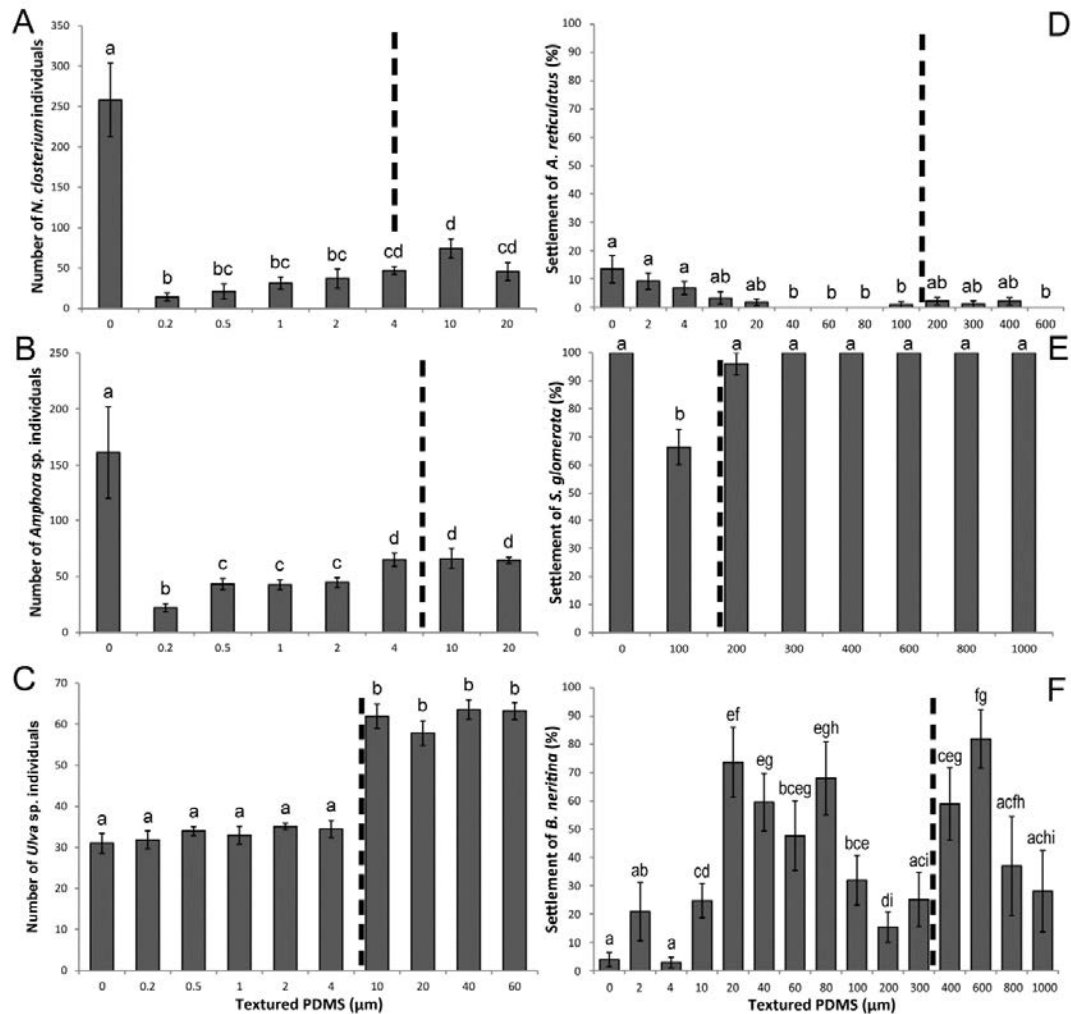 A
Number of N. closterium individuals
350
300
250
200
150
100
50
0
a
b
bc
bc
bc
cd
d
cd
0 0.2 0.5 1 2 4 10 20
B
Number of Amphora sp. individuals
250
200
150
100
50
0
a
b
c
c
c
d
d
d
0 0.2 0.5 1 2 4 10 20
C
Number of Ulva sp. individuals
70
60
50
40
30
20
10
0
a a a a a a b b b b
0 0.2 0.5 1 2 4 10 20 40 60
Textured PDMS (µm)
D
Settlement of A. reticulatus (%)
100
90
80
70
60
50
40
30
20
10
0
a a a ab ab b b b b ab ab ab b
0 2 4 10 20 40 60 80 100 200 300 400 600
E
Settlement of S. glomerata (%)
100
90
80
70
60
50
40
30
20
10
0
a b a a a a a a
0 100 200 300 400 600 800 1000
F
Settlement of B. neritina (%)
100
90
80
70
60
50
40
30
20
10
0
a ab a cd ef eg bceg egh bce di aci ceg fg acfh achi
0 2 4 10 20 40 60 80 100 200 300 400 600 800 1000
Textured PDMS (µm)